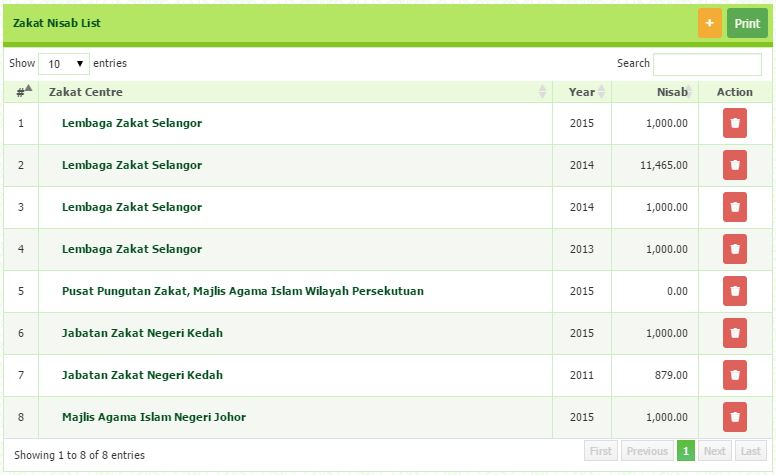 Zakat Nisab List + Print
Show 10 entries Search
# Zakat Centre Year Nisab Action
1 Lembaga Zakat Selangor 2015 1,000.00
2 Lembaga Zakat Selangor 2014 11,465.00
3 Lembaga Zakat Selangor 2014 1,000.00
4 Lembaga Zakat Selangor 2013 1,000.00
5 Pusat Pungutan Zakat, Majlis Agama Islam Wilayah Persekutuan 2015 0.00
6 Jabatan Zakat Negeri Kedah 2015 1,000.00
7 Jabatan Zakat Negeri Kedah 2011 879.00
8 Majlis Agama Islam Negeri Johor 2015 1,000.00
Showing 1 to 8 of 8 entries First Previous 1 Next Last